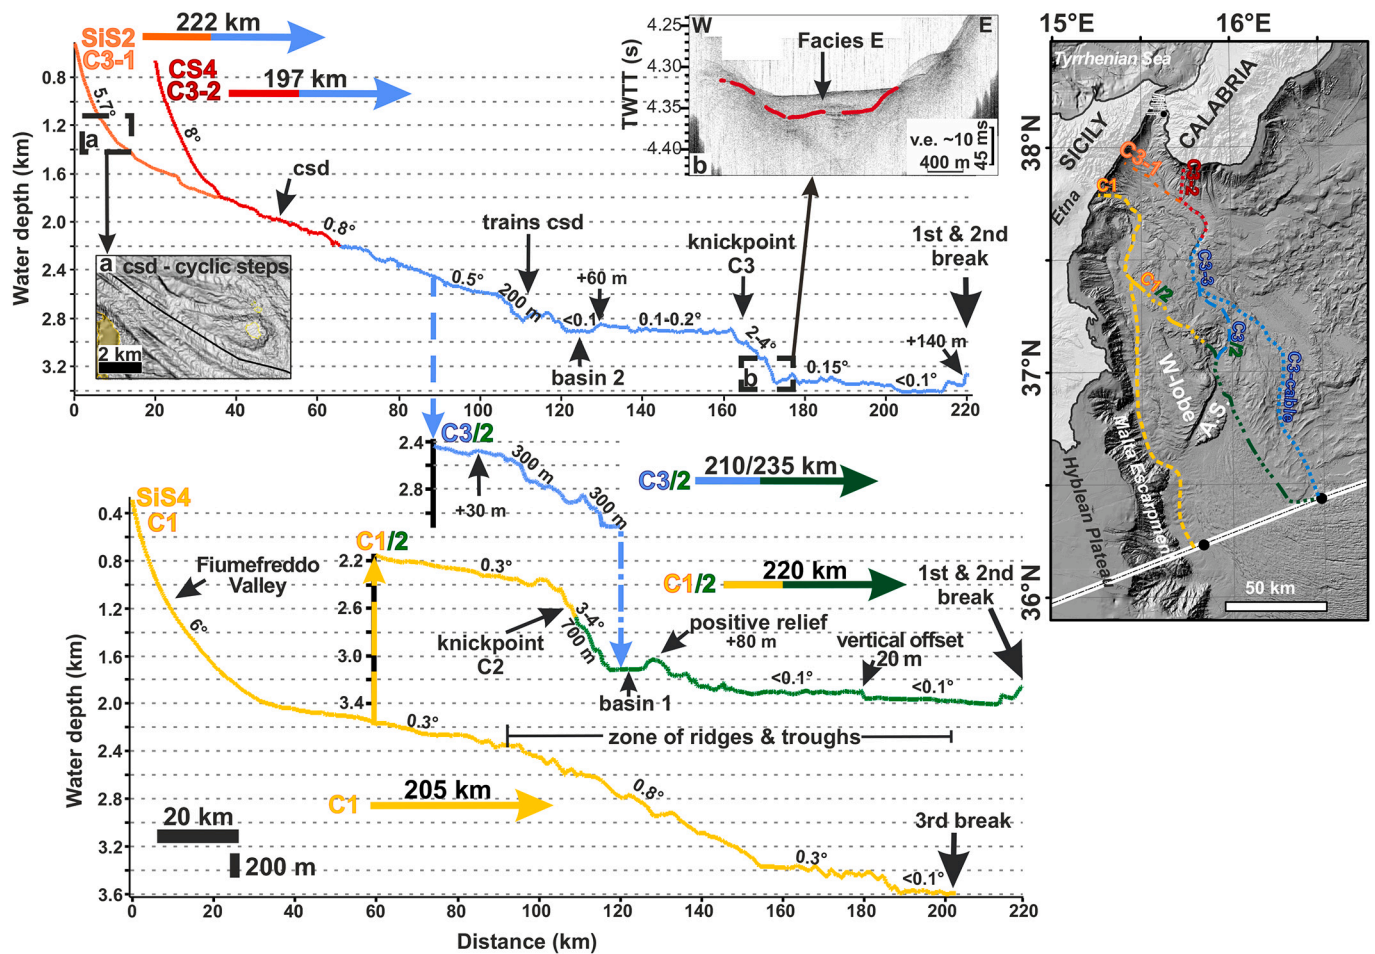 222 km
SiS2
C3-1
CS4
C3-2
197 km
5.7°
8°
a
csd
0.8°
Water depth (km)
0.8
1.2
1.6
2.0
2.4
2.8
3.2
a csd - cyclic steps
2 km
0.5°
trains csd
200 m
<0.1°
+60 m
basin 2
0.1-0.2°
knickpoint
C3
2-4°
b
0.15°
<0.1°
+140 m
1st & 2nd
break
0 20 40 60 80 100 120 140 160 180 200 220
TWTT (s)
4.25
4.30
4.35
4.40
W
E
Facies E
v.e. ~10
400 m
45 ms
b
C3/2
2.4
2.8
300 m
300 m
+30 m
C3/2
210/235 km
C1/2
220 km
SiS4
C1
Fiumefreddo
Valley
6°
Water depth (km)
0.4
0.8
1.2
1.6
2.0
2.4
2.8
3.2
3.6
C1/2
2.2
2.6
3.0
3.4
0.3°
knickpoint
C2
3-4°
700 m
basin 1
positive relief
+80 m
<0.1°
vertical offset
20 m
<0.1°
1st & 2nd
break
0.3°
zone of ridges & troughs
0.8°
C1
205 km
0.3°
<0.1°
3rd break
20 km
200 m
0 20 40 60 80 100 120 140 160 180 200 220
Distance (km)
15°E
16°E
38°N
37°N
36°N
Tyrrhenian Sea
SICILY
CALABRIA
Etna
C1
C3-1
C3-2
C3-3
C1/2
C3/2
C3-cable
W-lobe
A.S.
Malta Escarpment
Hyblean Plateau
50 km